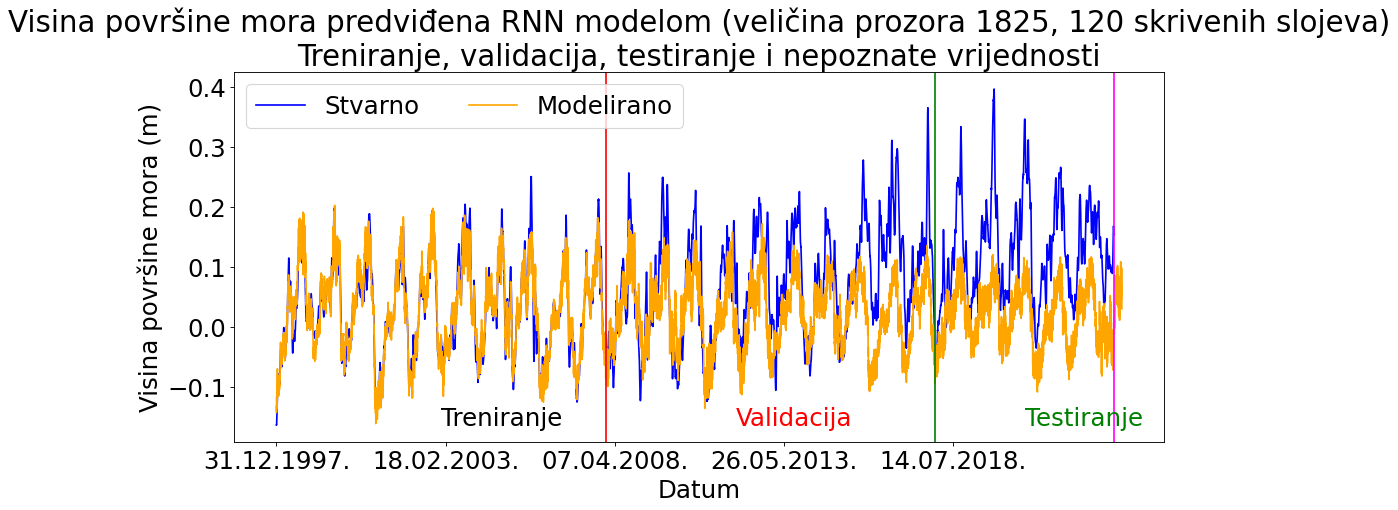 Visina površine mora predviđena RNN modelom (veličina prozora 1825, 120 skrivenih slojeva)
Treniranje, validacija, testiranje i nepoznate vrijednosti
Stvarno
Modelirano
Visina površine mora (m)
0.4
0.3
0.2
0.1
0.0
−0.1
Treniranje
Validacija
Testiranje
31.12.1997.
18.02.2003.
07.04.2008.
26.05.2013.
14.07.2018.
Datum